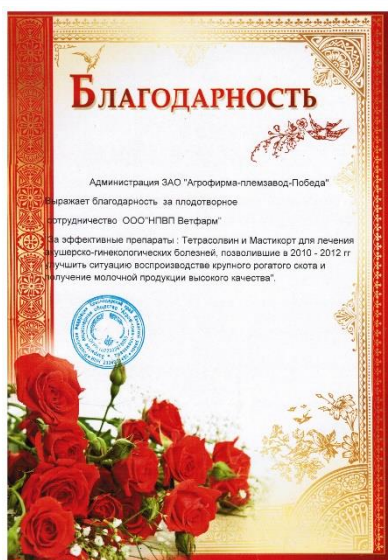 БЛАГОДАРНОСТЬ
Администрация ЗАО "Агрофирма-племзавод-Победа"
Выражает благодарность за плодотворное
сотрудничество ООО"НПВП Ветфарм"
За эффективные препараты : Тетрасолвин и Мастикорт для лечения
акушерско-гинекологических болезней, позволившие в 2010 - 2012 гг
улучшить ситуацию воспроизводстве крупного рогатого скота и
получение молочной продукции высокого качества".